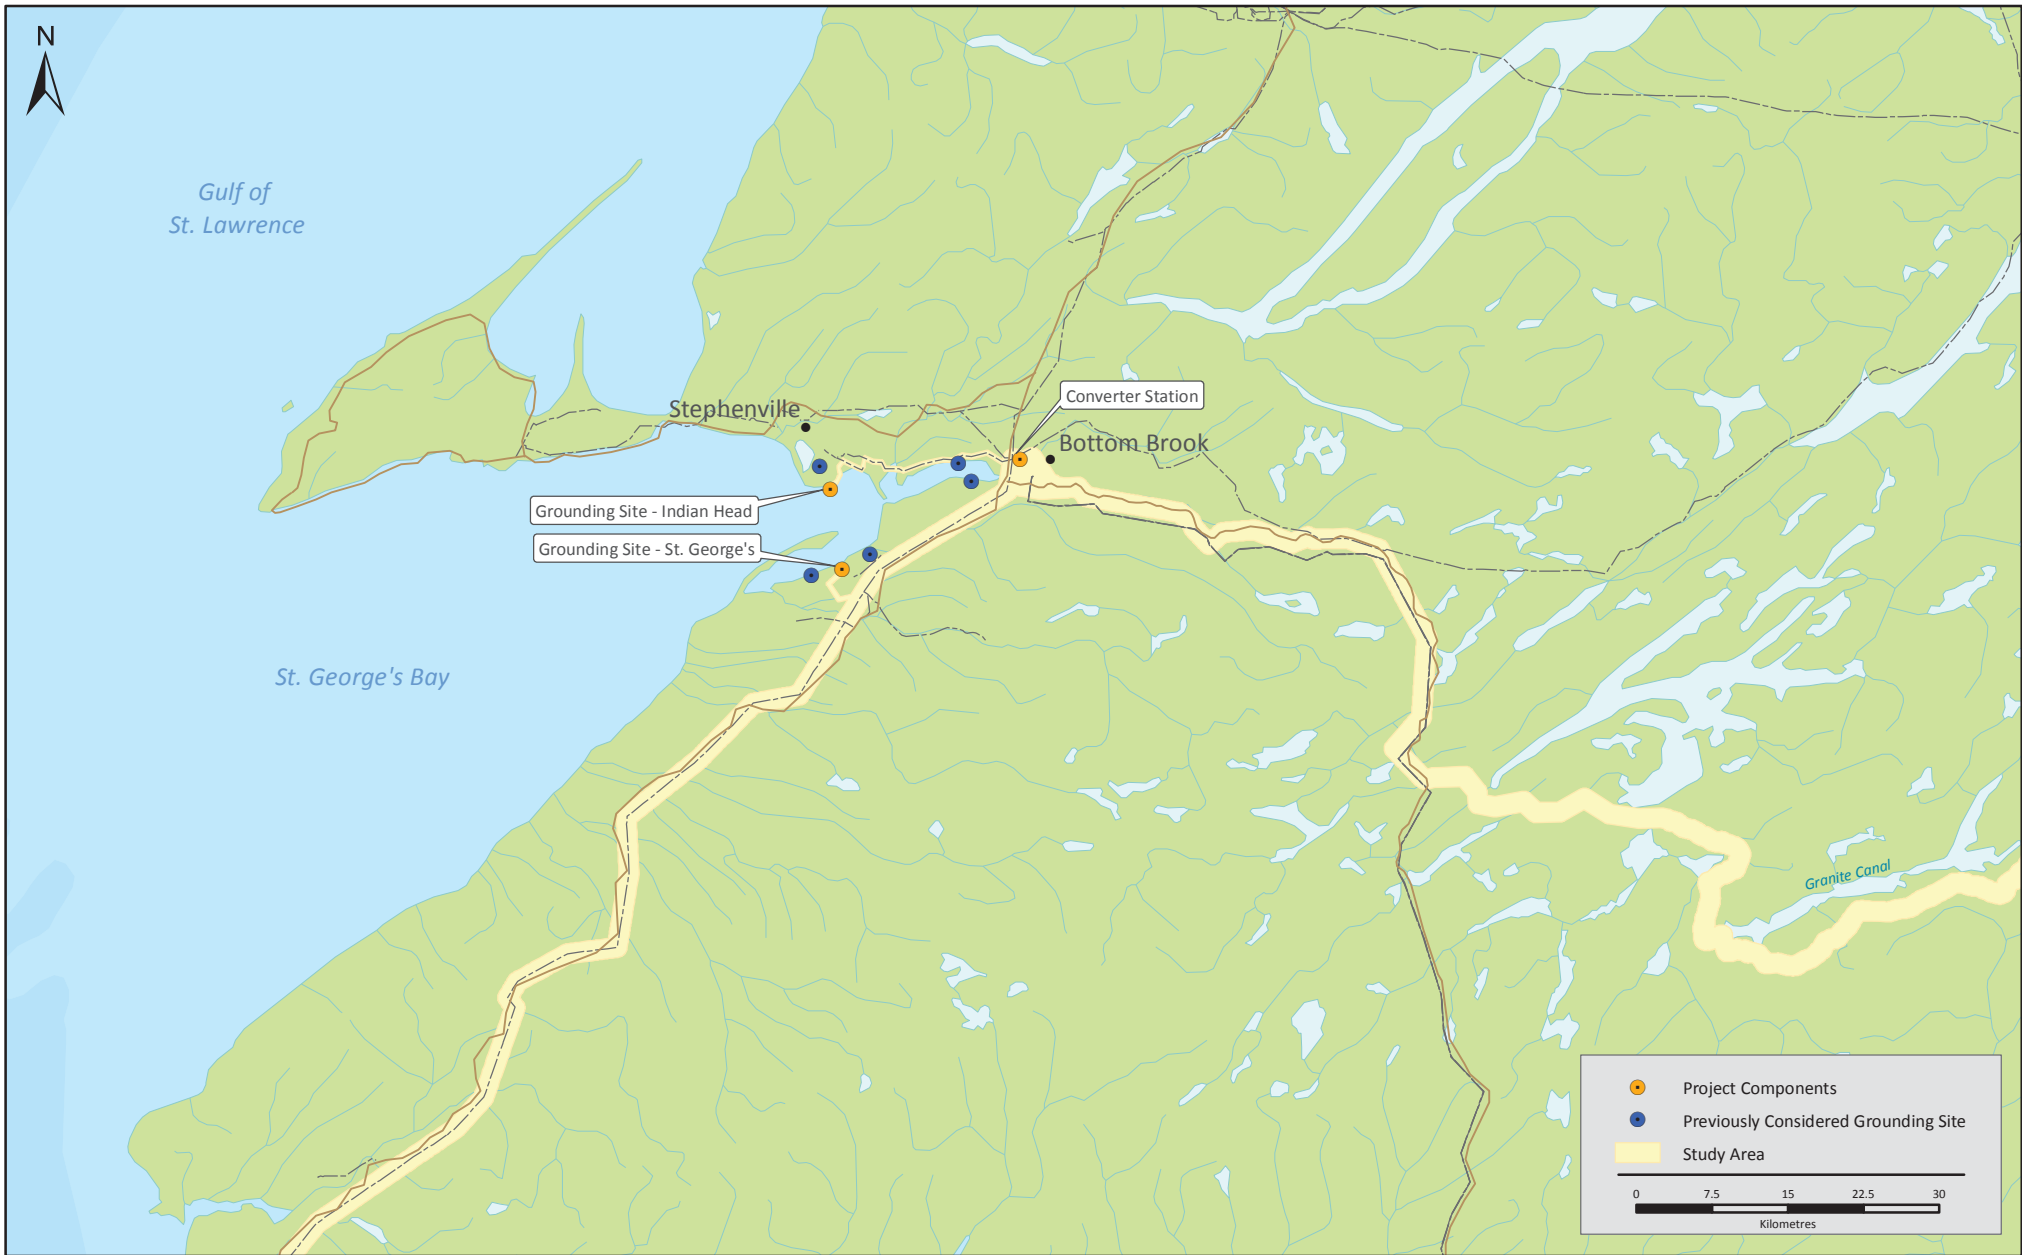 N
Gulf of
St. Lawrence
Stephenville
Converter Station
Bottom Brook
Grounding Site - Indian Head
Grounding Site - St. George's
St. George's Bay
Granite Canal
Project Components
Previously Considered Grounding Site
Study Area
0 7.5 15 22.5 30
Kilometres